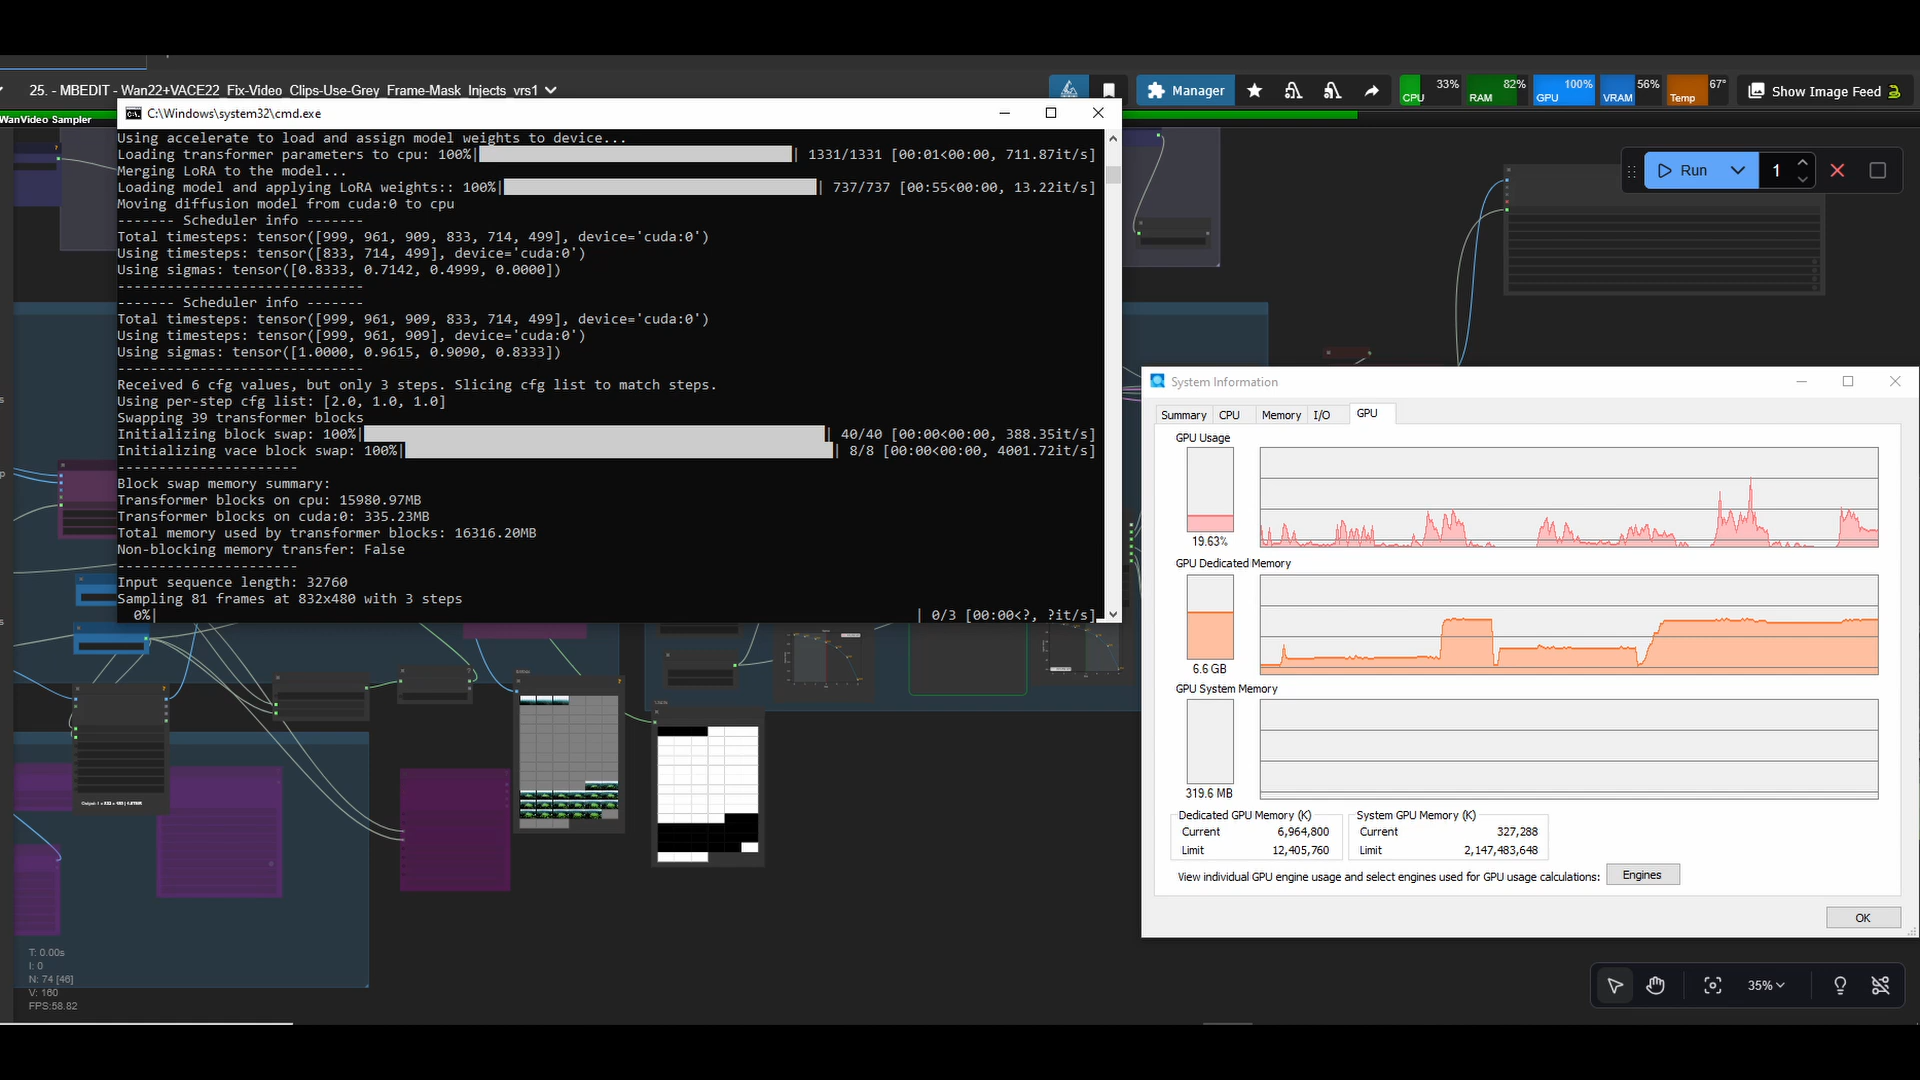 25. - MBEDIT - Wan22+VACE22_Fix-Video_Clips-Use-Grey_Frame-Mask_Injects_vrs1
Manager
CPU 33%
RAM 82%
GPU 100%
VRAM 56%
Temp 67°
Show Image Feed
WanVideo Sampler
C:\Windows\system32\cmd.exe
Using accelerate to load and assign model weights to device...
Loading transformer parameters to cpu: 100%| | 1331/1331 [00:01<00:00, 711.87it/s]
Merging LoRA to the model...
Loading model and applying LoRA weights:: 100%| | 737/737 [00:55<00:00, 13.22it/s]
Moving diffusion model from cuda:0 to cpu
------- Scheduler info -------
Total timesteps: tensor([999, 961, 909, 833, 714, 499], device='cuda:0')
Using timesteps: tensor([833, 714, 499], device='cuda:0')
Using sigmas: tensor([0.8333, 0.7142, 0.4999, 0.0000])
------------------------------
------- Scheduler info -------
Total timesteps: tensor([999, 961, 909, 833, 714, 499], device='cuda:0')
Using timesteps: tensor([999, 961, 909], device='cuda:0')
Using sigmas: tensor([1.0000, 0.9615, 0.9090, 0.8333])
------------------------------
Received 6 cfg values, but only 3 steps. Slicing cfg list to match steps.
Using per-step cfg list: [2.0, 1.0, 1.0]
Swapping 39 transformer blocks
Initializing block swap: 100%| | 40/40 [00:00<00:00, 388.35it/s]
Initializing vace block swap: 100%| | 8/8 [00:00<00:00, 4001.72it/s]
----------------------
Block swap memory summary:
Transformer blocks on cpu: 15980.97MB
Transformer blocks on cuda:0: 335.23MB
Total memory used by transformer blocks: 16316.20MB
Non-blocking memory transfer: False
----------------------
Input sequence length: 32760
Sampling 81 frames at 832x480 with 3 steps
0%| | 0/3 [00:00<?, ?it/s]
Run
1
System Information
Summary CPU Memory I/O GPU
GPU Usage
19.63%
GPU Dedicated Memory
6.6 GB
GPU System Memory
319.6 MB
Dedicated GPU Memory (K)
Current 6,964,800
Limit 12,405,760
System GPU Memory (K)
Current 327,288
Limit 2,147,483,648
View individual GPU engine usage and select engines used for GPU usage calculations:
Engines
OK
T: 0.00s
I: 0
N: 74 [46]
V: 160
FPS:58.82
35%